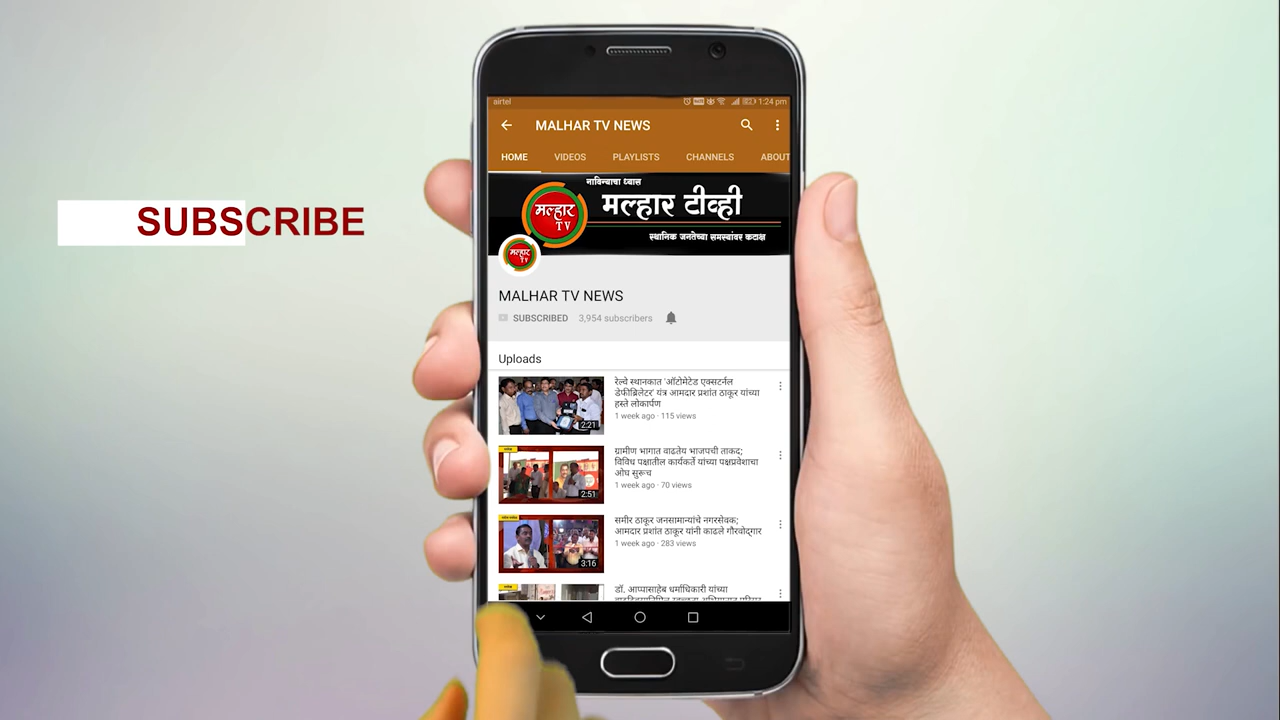 airtel 1:24 pm
MALHAR TV NEWS
HOME VIDEOS PLAYLISTS CHANNELS ABOUT
नाविन्याचा ध्यास
मल्हार टीव्ही
मल्हार
TV
स्थानिक जनतेच्या समस्यांवर कटाक्ष
मल्हार
TV
SUBSCRIBE
MALHAR TV NEWS
SUBSCRIBED 3,954 subscribers
Uploads
रेल्वे स्थानकात 'ऑटोमेटेड एक्सटर्नल
डेफीब्रिलेटर' यंत्र आमदार प्रशांत ठाकूर यांच्या
हस्ते लोकार्पण
1 week ago · 115 views
2:21
ग्रामीण भागात वाढतेय भाजपची ताकद;
विविध पक्षातील कार्यकर्ते यांच्या पक्षप्रवेशाचा
ओघ सुरूच
1 week ago · 70 views
2:51
समीर ठाकूर जनसामान्यांचे नगरसेवक;
आमदार प्रशांत ठाकूर यांनी काढले गौरवोद्गार
1 week ago · 283 views
3:16
डॉ. आप्पासाहेब धर्माधिकारी यांच्या